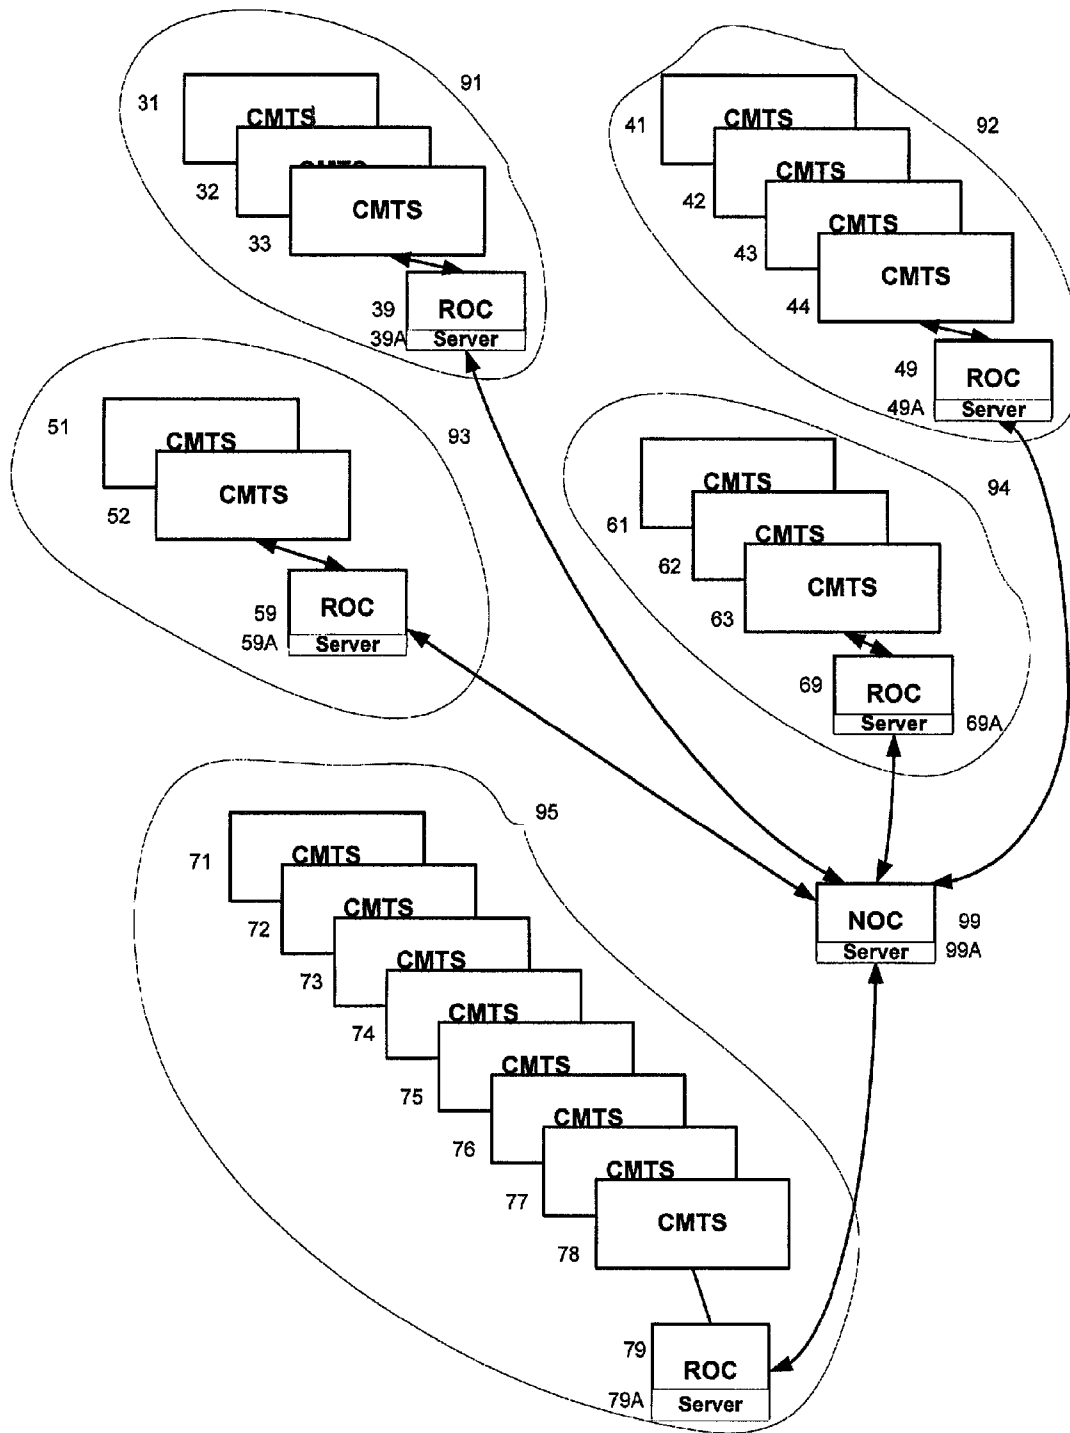 31
CMTS
91
32
CMTS
33
CMTS
39
ROC
39A
Server
41
CMTS
92
42
CMTS
43
CMTS
44
CMTS
49
ROC
49A
Server
51
CMTS
93
52
CMTS
59
ROC
59A
Server
94
CMTS
61
CMTS
62
CMTS
63
69
ROC
Server
69A
95
71
CMTS
72
CMTS
73
CMTS
74
CMTS
75
CMTS
76
CMTS
77
CMTS
78
CMTS
79
ROC
79A
Server
NOC
99
Server
99A